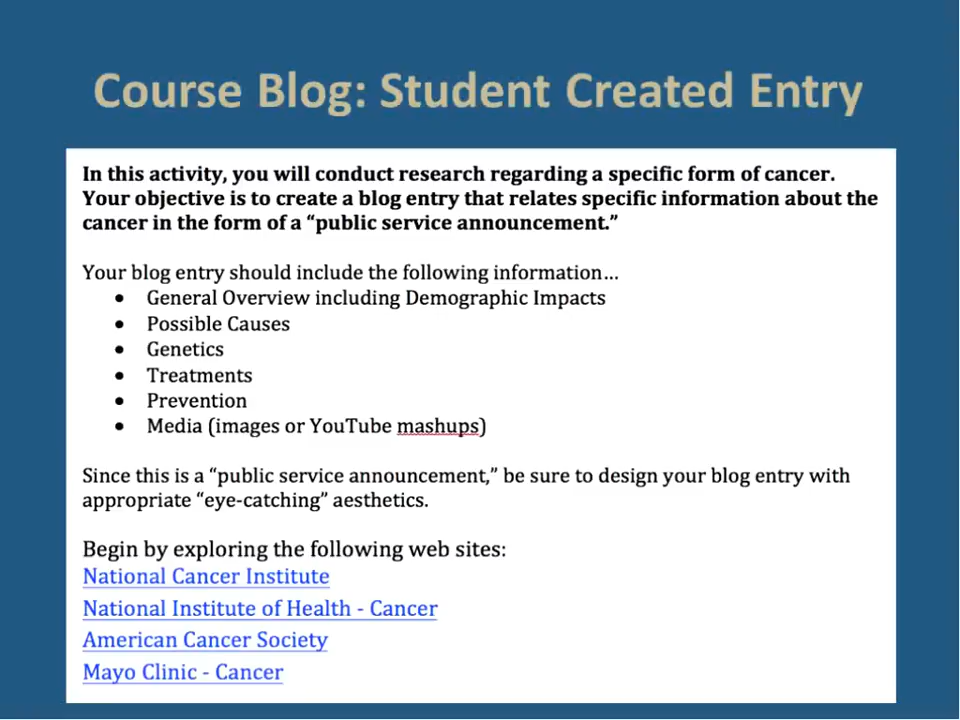 Course Blog: Student Created Entry
In this activity, you will conduct research regarding a specific form of cancer.
Your objective is to create a blog entry that relates specific information about the
cancer in the form of a “public service announcement.”
Your blog entry should include the following information…
• General Overview including Demographic Impacts
• Possible Causes
• Genetics
• Treatments
• Prevention
• Media (images or YouTube mashups)
Since this is a “public service announcement,” be sure to design your blog entry with
appropriate “eye-catching” aesthetics.
Begin by exploring the following web sites:
National Cancer Institute
National Institute of Health - Cancer
American Cancer Society
Mayo Clinic - Cancer